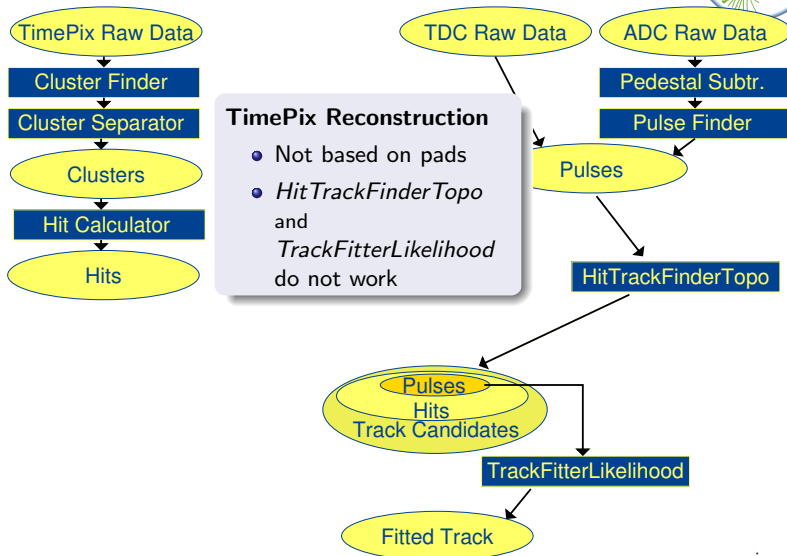 TimePix Raw Data
Cluster Finder
Cluster Separator
Clusters
Hit Calculator
Hits
TimePix Reconstruction
Not based on pads
HitTrackFinderTopo
and
TrackFitterLikelihood
do not work
TDC Raw Data
ADC Raw Data
Pedestal Subtr.
Pulse Finder
Pulses
HitTrackFinderTopo
Pulses
Hits
Track Candidates
TrackFitterLikelihood
Fitted Track